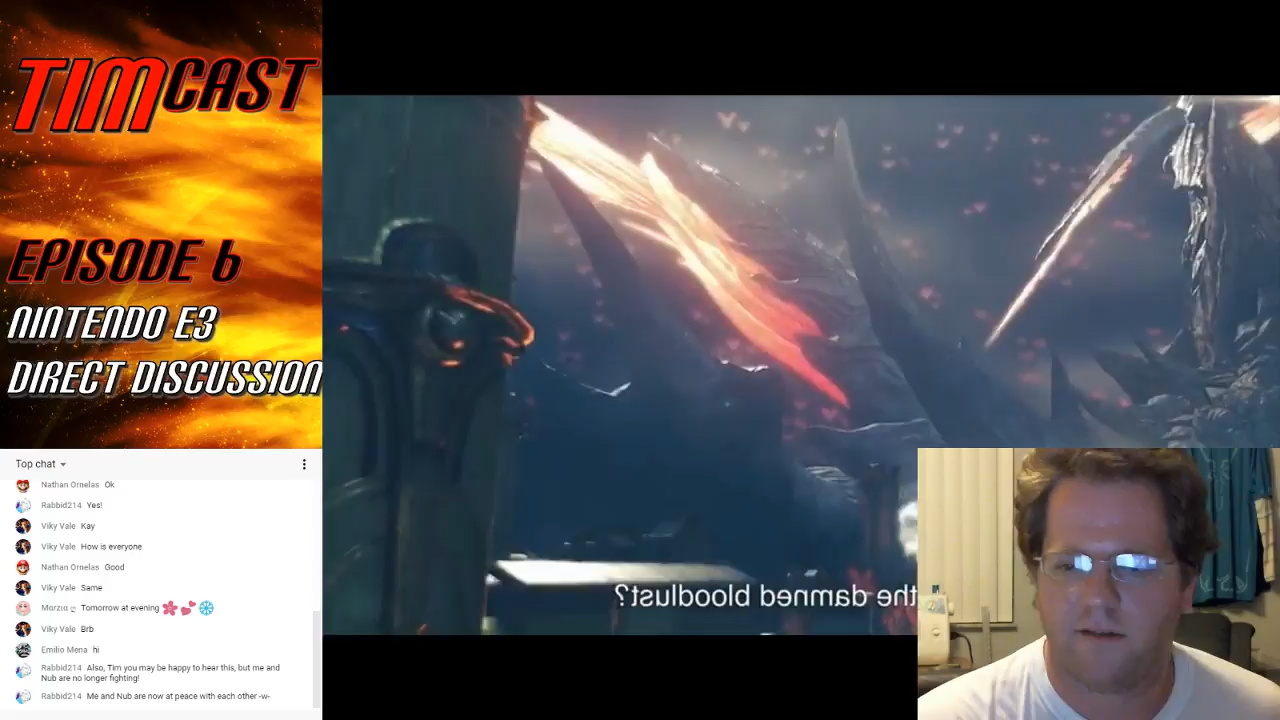 TIMCAST
EPISODE 6
NINTENDO E3
DIRECT DISCUSSION
Top chat
Nathan Ornelas Ok
Rabbid214 Yes!
Viky Vale Kay
Viky Vale How is everyone
Nathan Ornelas Good
Viky Vale Same
Tomorrow at evening 🌸 💕 ❄
Viky Vale Brb
Emilio Mena hi
Rabbid214 Also, Tim you may be happy to hear this, but me and
Nub are no longer fighting!
Rabbid214 Me and Nub are now at peace with each other -w-
the damned bloodlust?